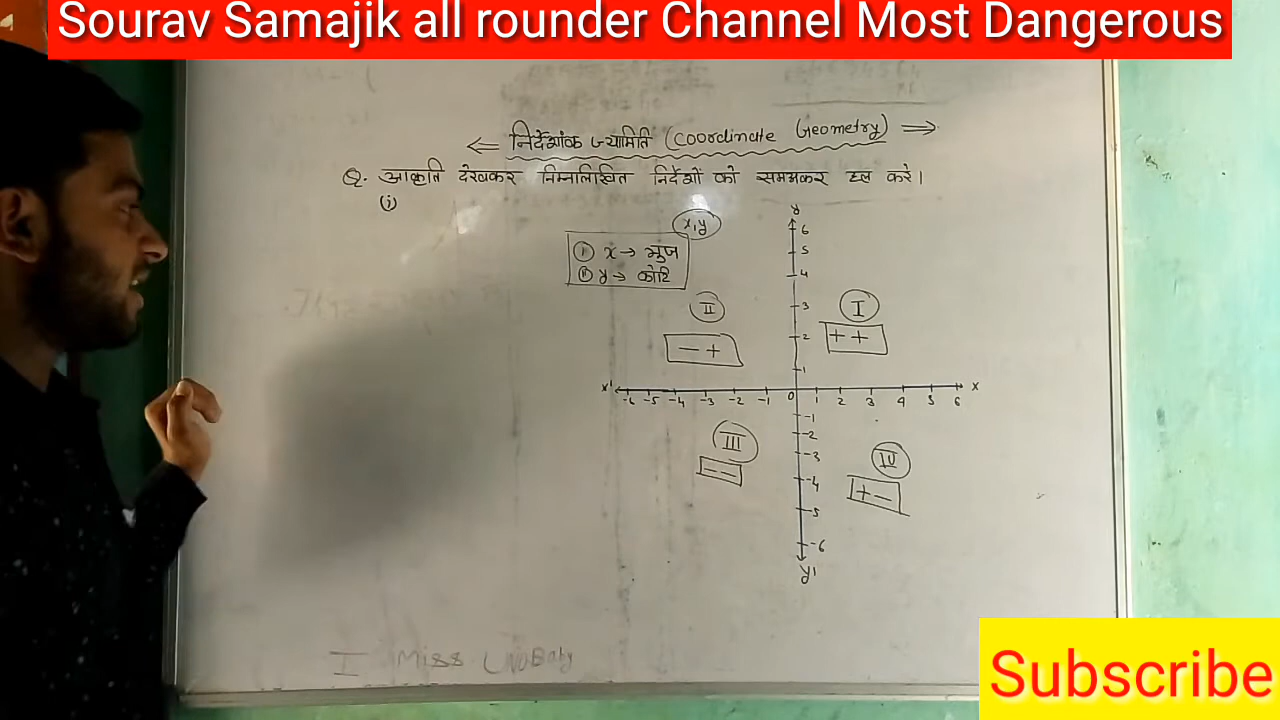 Sourav Samajik all rounder Channel Most Dangerous
⇐ निर्देशांक ज्यामिति (Coordinate Geometry) ⇒
Q. आकृति देखकर निम्नलिखित निर्देशों को समझकर हल करे।
(i)
x,y
(i) x → भुज
(ii) y → कोटि
y
6
5
4
3
2
1
II
- +
I
+ +
x' -6 -5 -4 -3 -2 -1 0 1 2 3 4 5 6 x
-1
-2
-3
-4
-5
-6
y'
III
- -
IV
+ -
I Miss
Subscribe